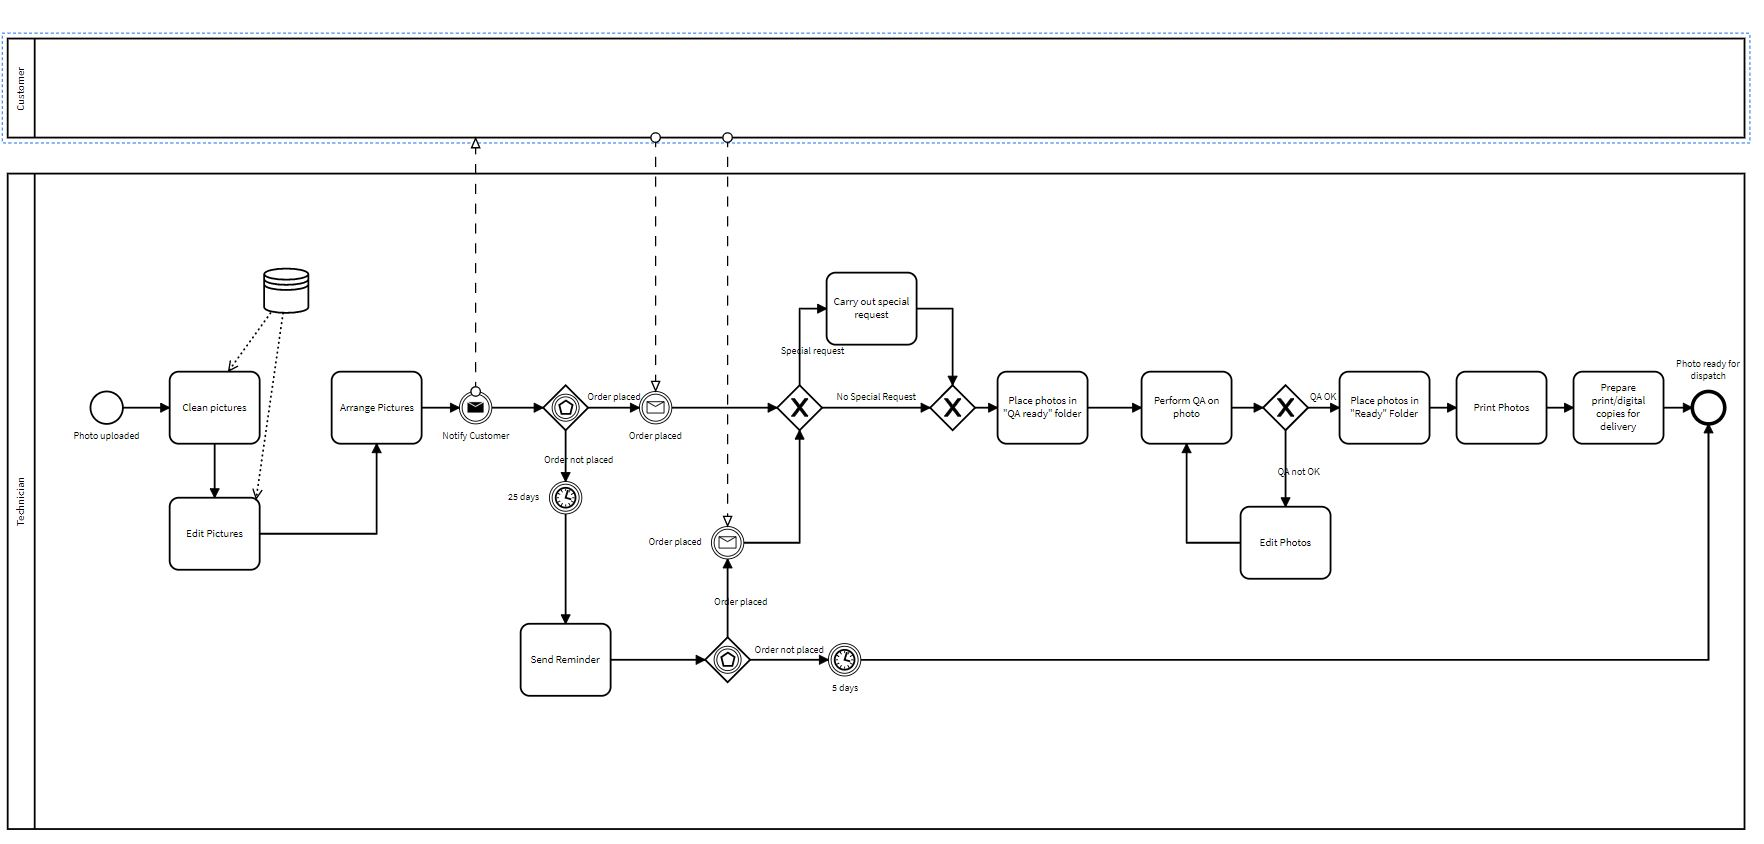 Customer
Technician
Photo uploaded
Clean pictures
Edit Pictures
Arrange Pictures
Notify Customer
Order placed
Order placed
Order not placed
25 days
Send Reminder
Order placed
Order placed
Order not placed
5 days
Special request
Carry out special
request
No Special Request
Place photos in
"QA ready" folder
Perform QA on
photo
QA OK
QA not OK
Edit Photos
Place photos in
"Ready" Folder
Print Photos
Prepare
print/digital
copies for
delivery
Photo ready for
dispatch